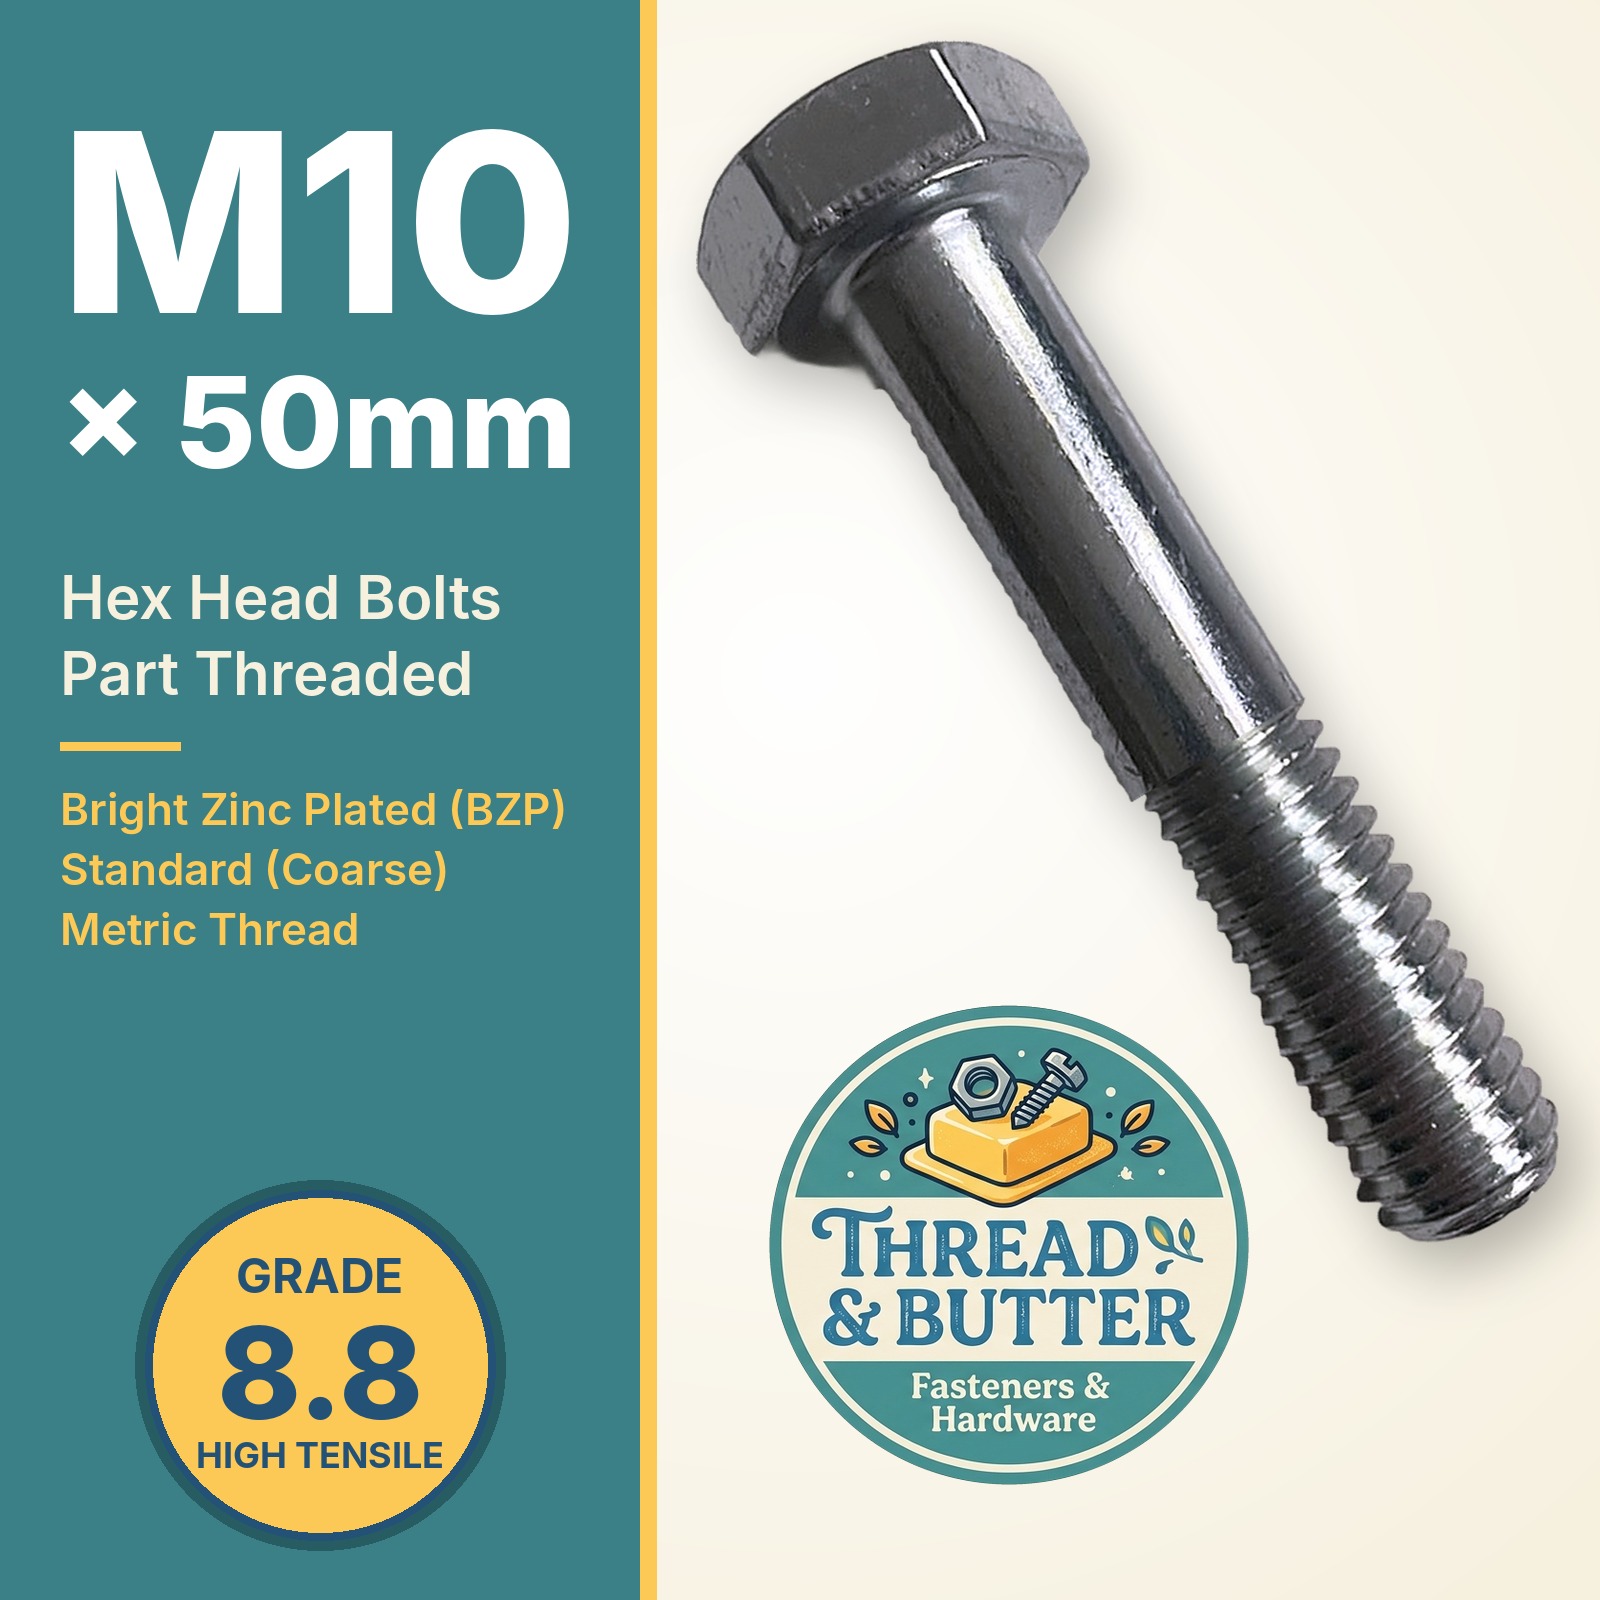 M10
× 50mm
Hex Head Bolts
Part Threaded
Bright Zinc Plated (BZP)
Standard (Coarse)
Metric Thread
GRADE
8.8
HIGH TENSILE
THREAD
& BUTTER
Fasteners &
Hardware